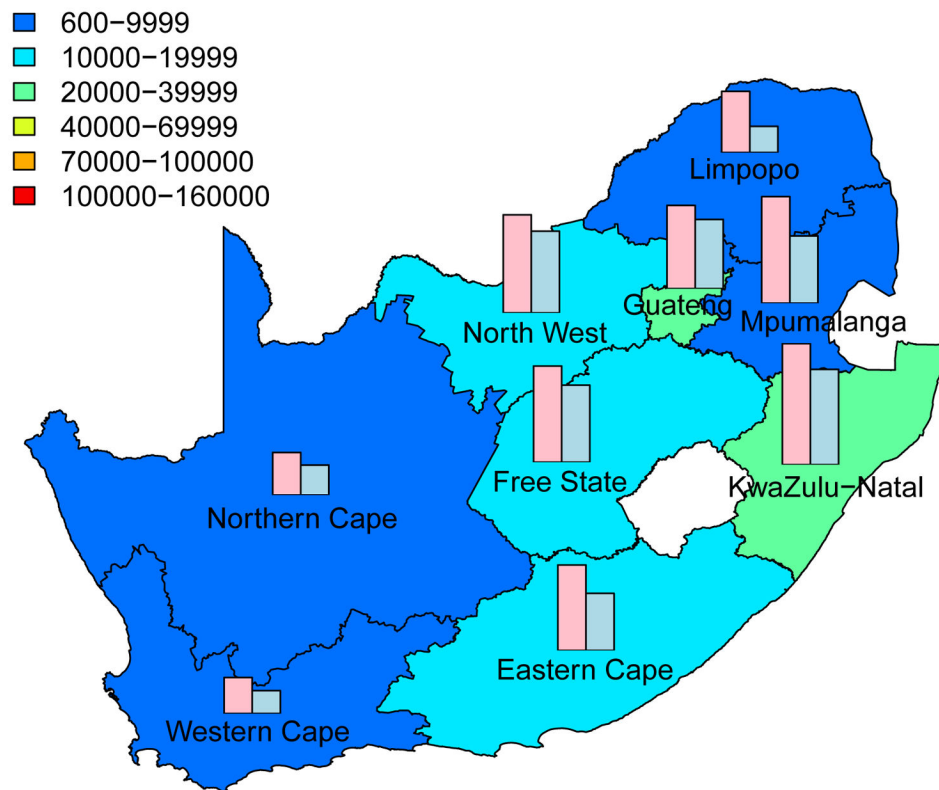 600−9999
10000−19999
20000−39999
40000−69999
70000−100000
100000−160000
Limpopo
Guateng
Mpumalanga
North West
Free State
KwaZulu−Natal
Northern Cape
Eastern Cape
Western Cape